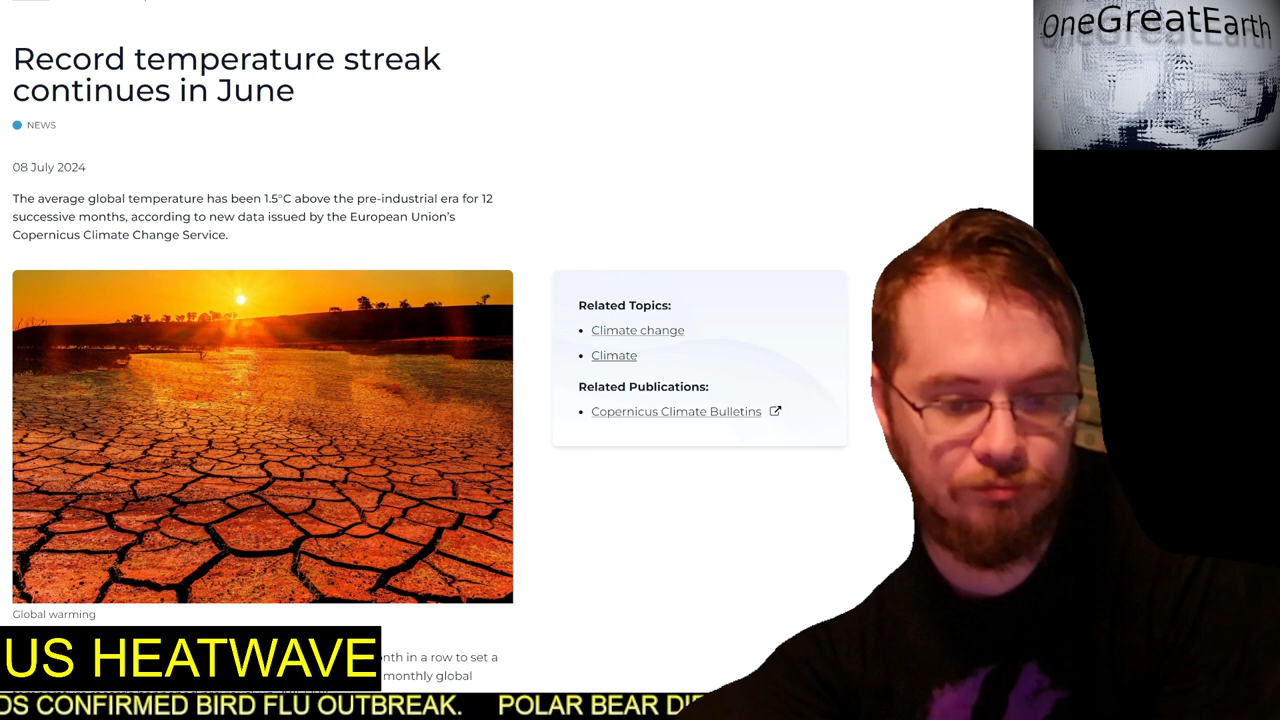 OneGreatEarth
Record temperature streak
continues in June
NEWS
08 July 2024
The average global temperature has been 1.5°C above the pre-industrial era for 12
successive months, according to new data issued by the European Union's
Copernicus Climate Change Service.
Related Topics:
• Climate change
• Climate
Related Publications:
• Copernicus Climate Bulletins
Global warming
US HEATWAVE
in a row to set a
monthly global
DS CONFIRMED BIRD FLU OUTBREAK. POLAR BEAR